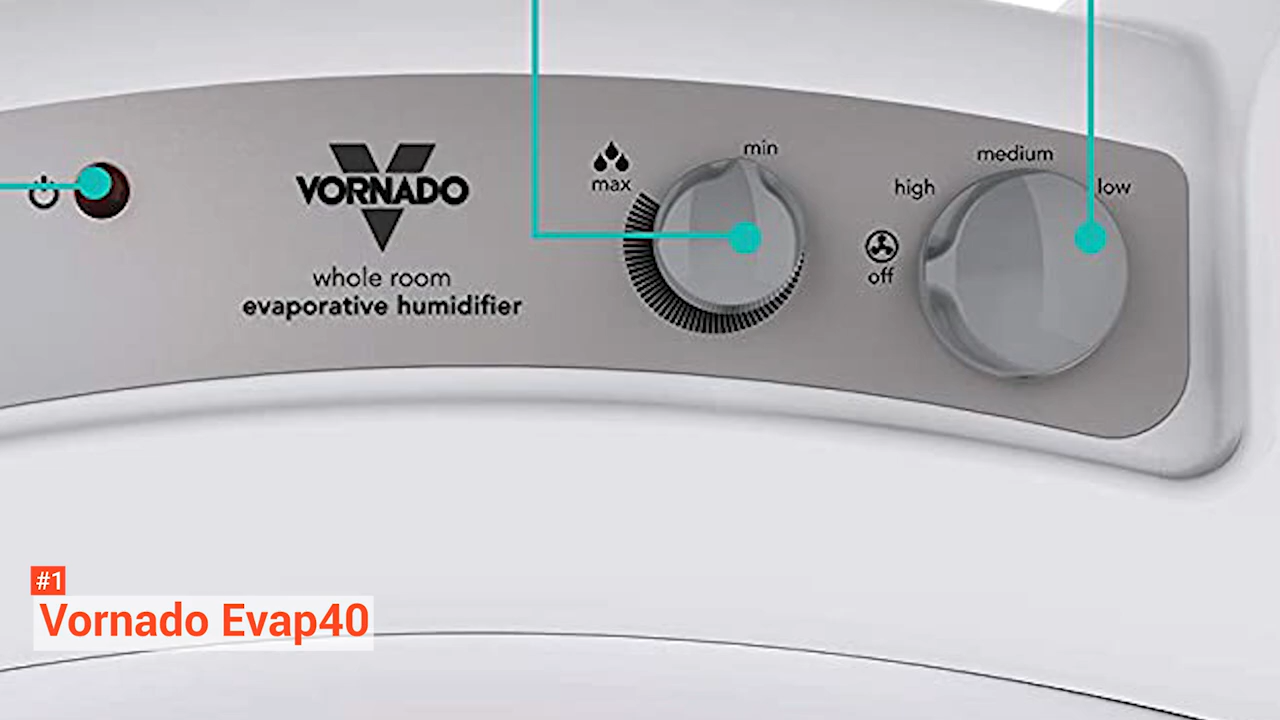 VORNADO
whole room
evaporative humidifier
max
min
off
high
medium
low
#1
Vornado Evap40